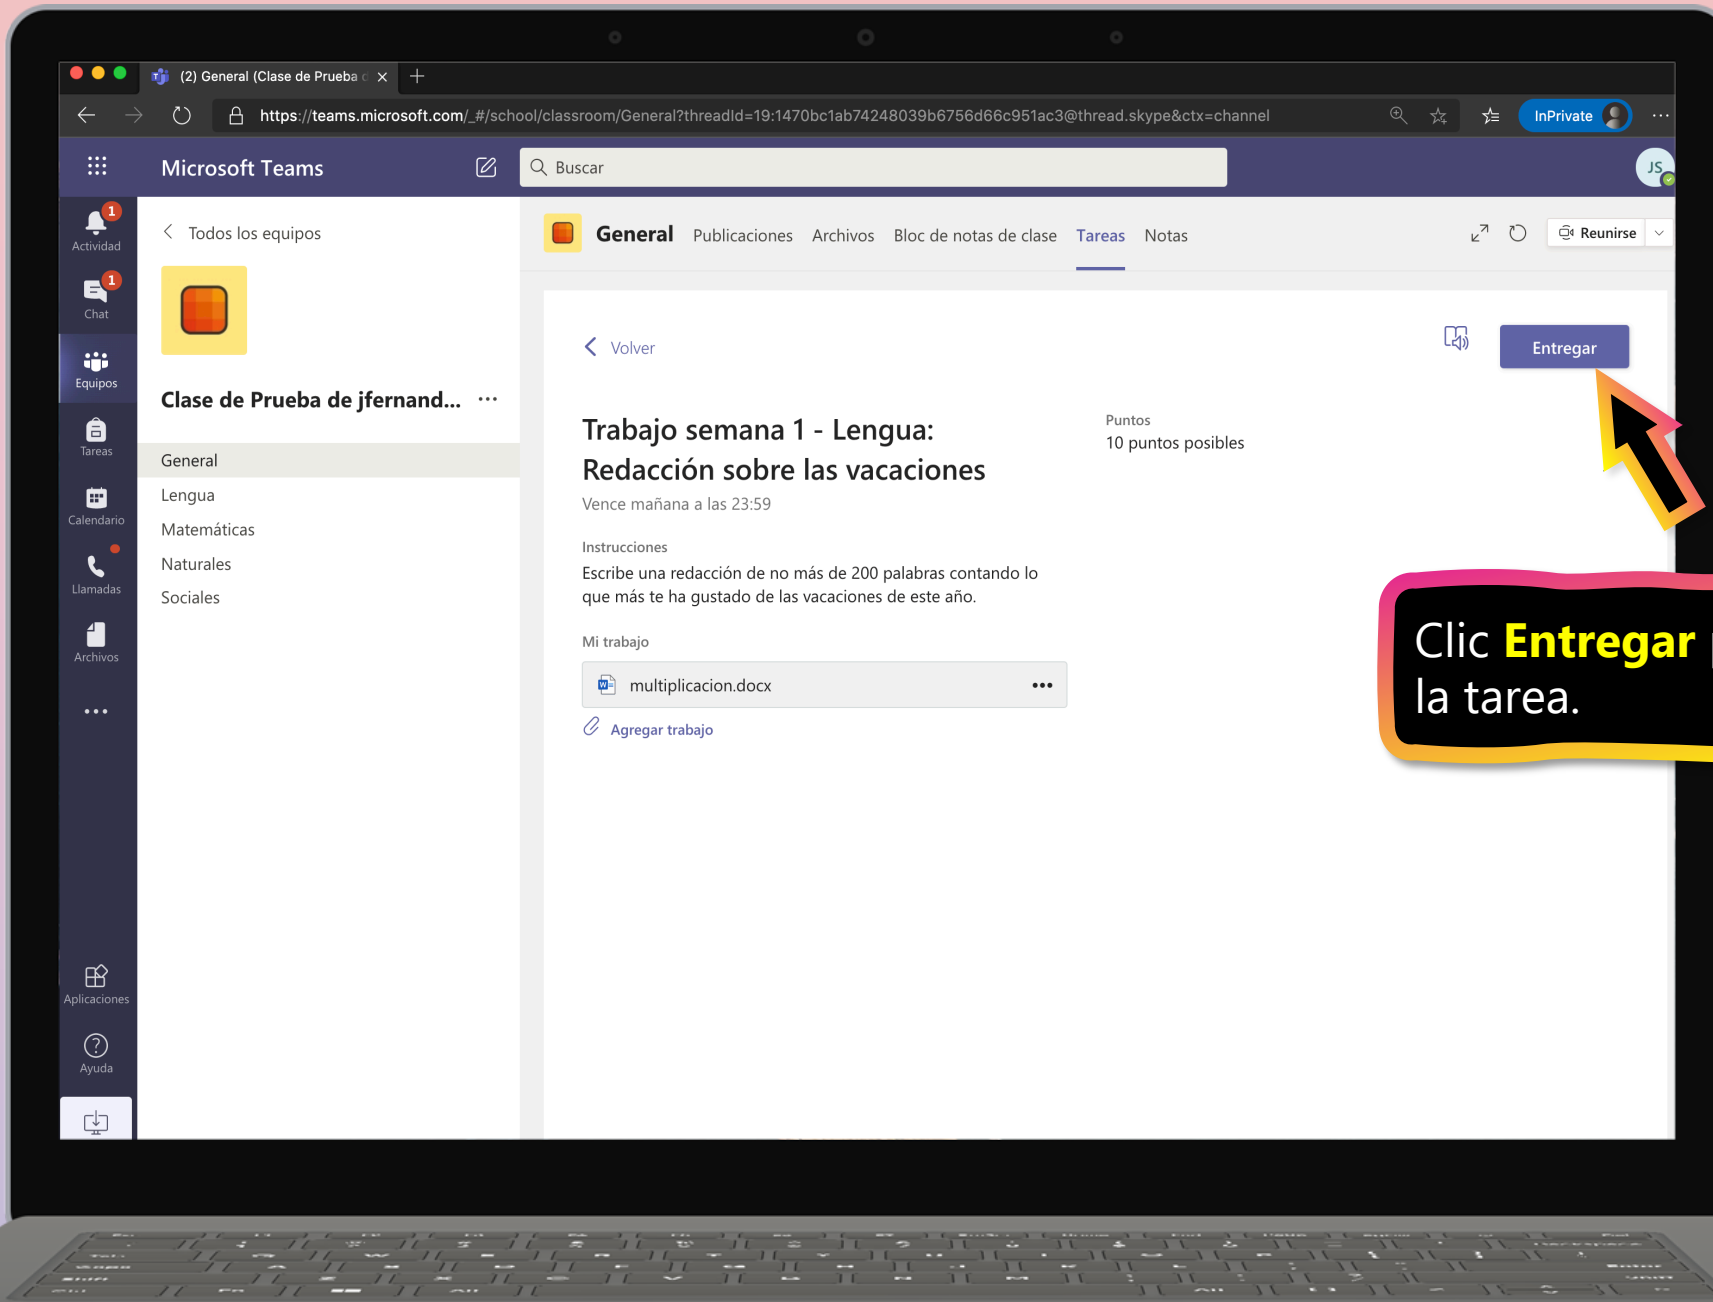 (2) General (Clase de Prueba d
https://teams.microsoft.com/_#/school/classroom/General?threadId=19:1470bc1ab74248039b6756d66c951ac3@thread.skype&ctx=channel
InPrivate
Microsoft Teams
Buscar
JS
1
Actividad
1
Chat
Equipos
Tareas
Calendario
Llamadas
Archivos
Aplicaciones
Ayuda
Todos los equipos
Clase de Prueba de jfernand...
General
Lengua
Matemáticas
Naturales
Sociales
General Publicaciones Archivos Bloc de notas de clase Tareas Notas
Reunirse
Volver
Entregar
Trabajo semana 1 - Lengua:
Redacción sobre las vacaciones
Vence mañana a las 23:59
Puntos
10 puntos posibles
Instrucciones
Escribe una redacción de no más de 200 palabras contando lo
que más te ha gustado de las vacaciones de este año.
Mi trabajo
multiplicacion.docx
Agregar trabajo
Clic Entregar
la tarea.